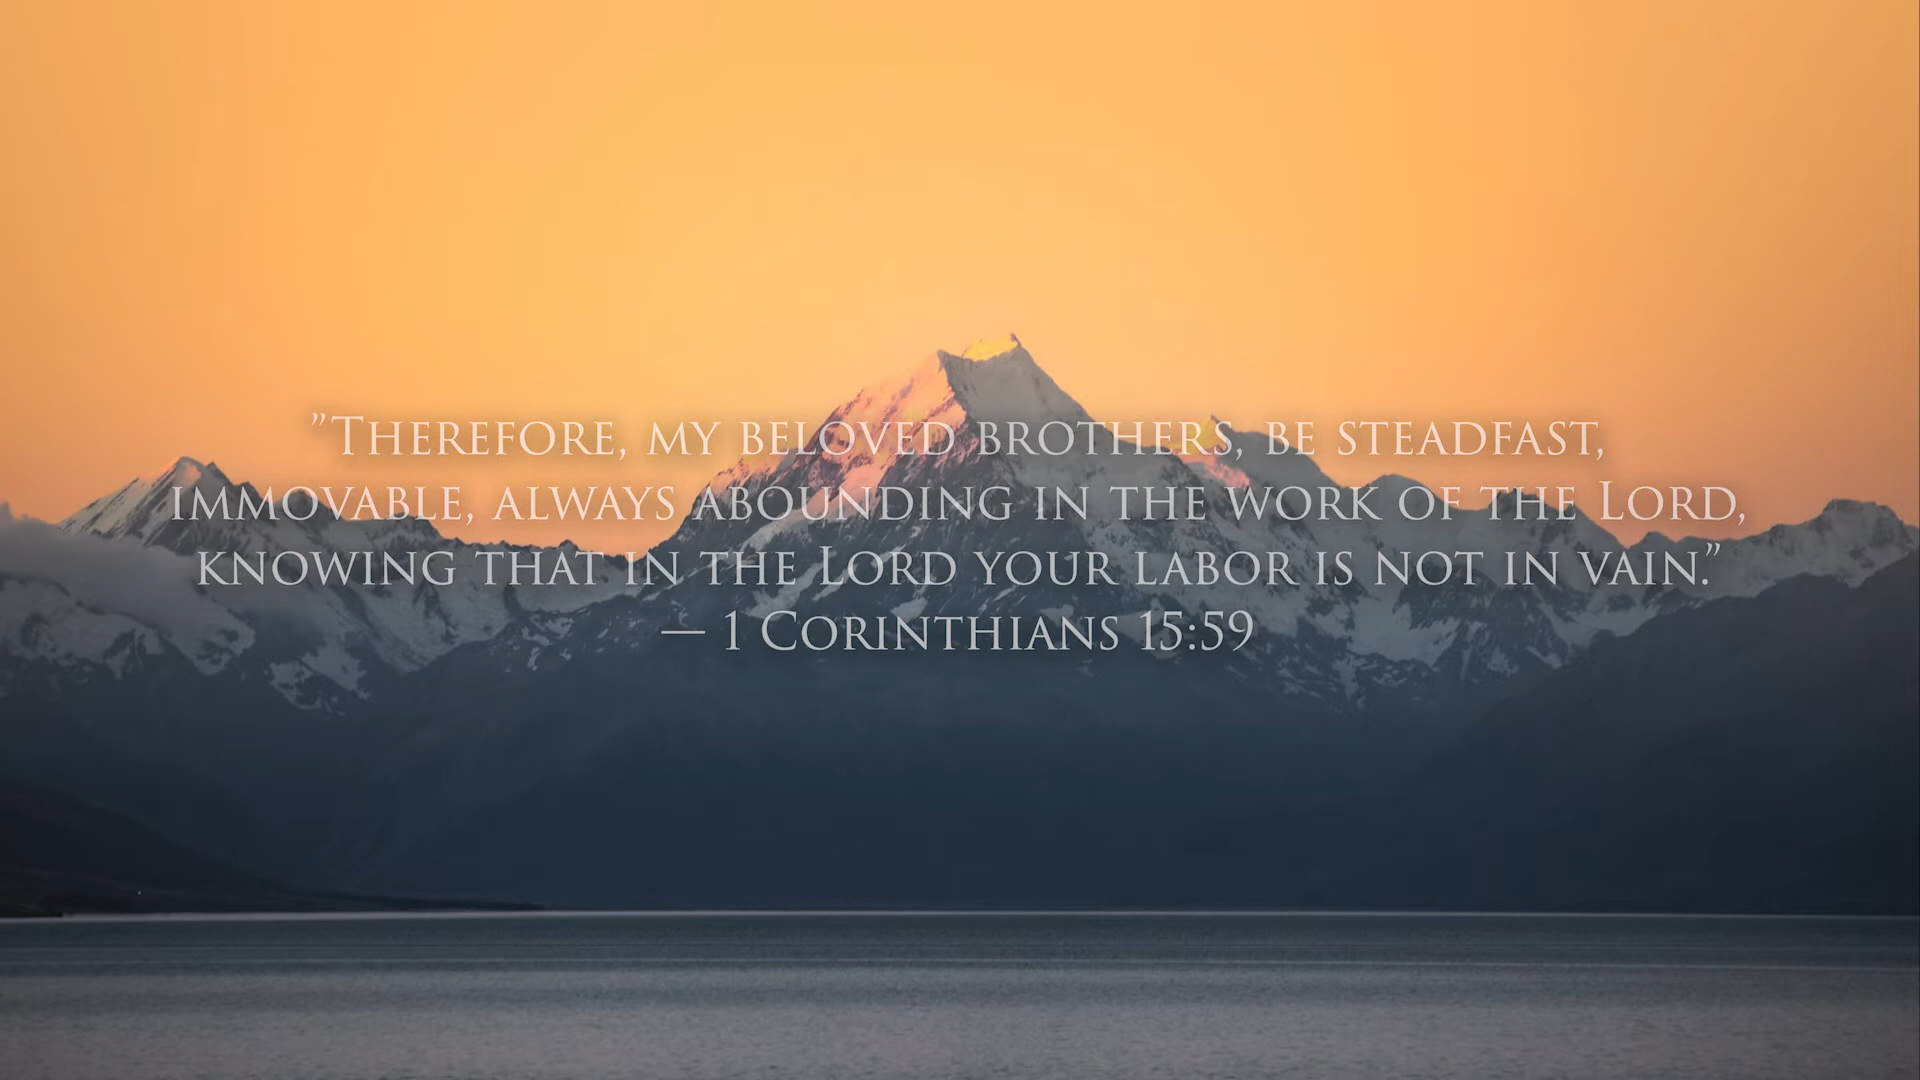 ”Therefore, my beloved brothers, be steadfast,
immovable, always abounding in the work of the Lord,
knowing that in the Lord your labor is not in vain.”
— 1 Corinthians 15:59